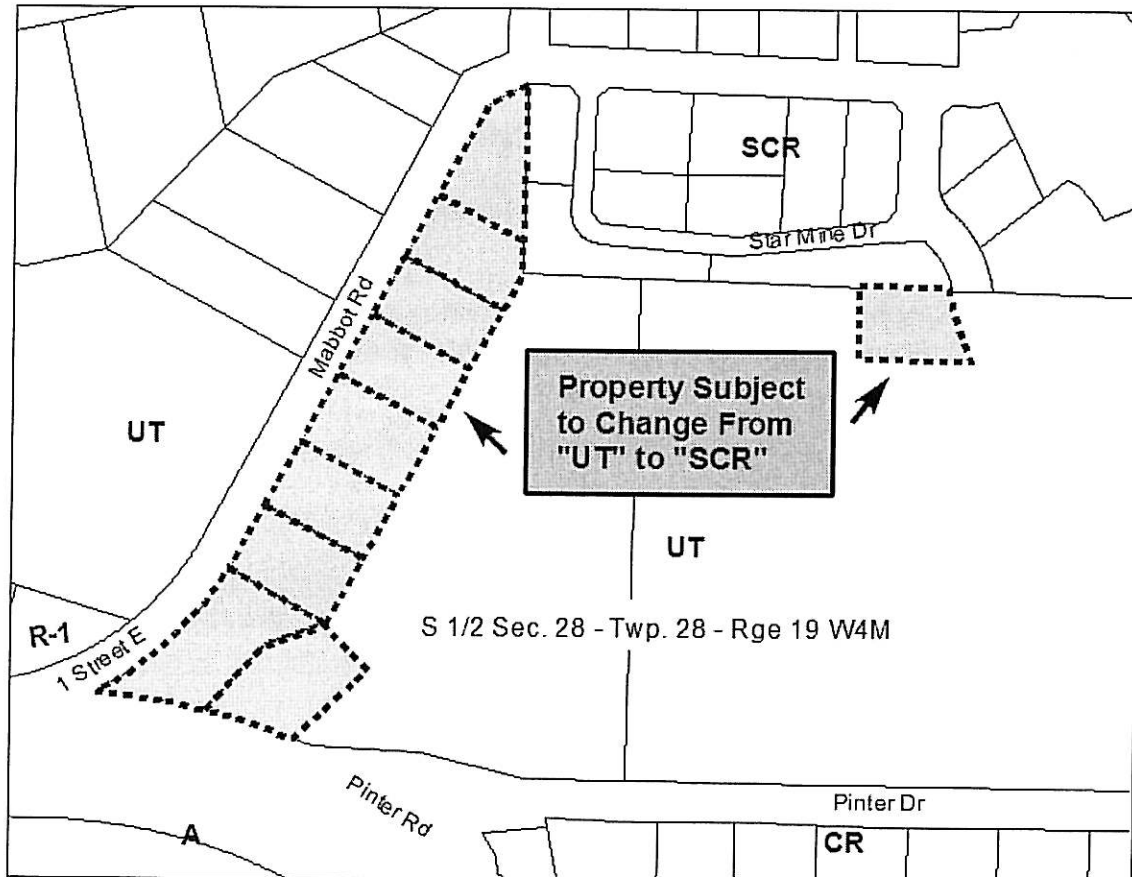 SCR
Star Mine Dr
Mabbot Rd
Property Subject
to Change From
"UT" to "SCR"
UT
UT
S 1/2 Sec. 28 - Twp. 28 - Rge 19 W4M
R-1
1 Street E
Pinter Rd
Pinter Dr
A
CR